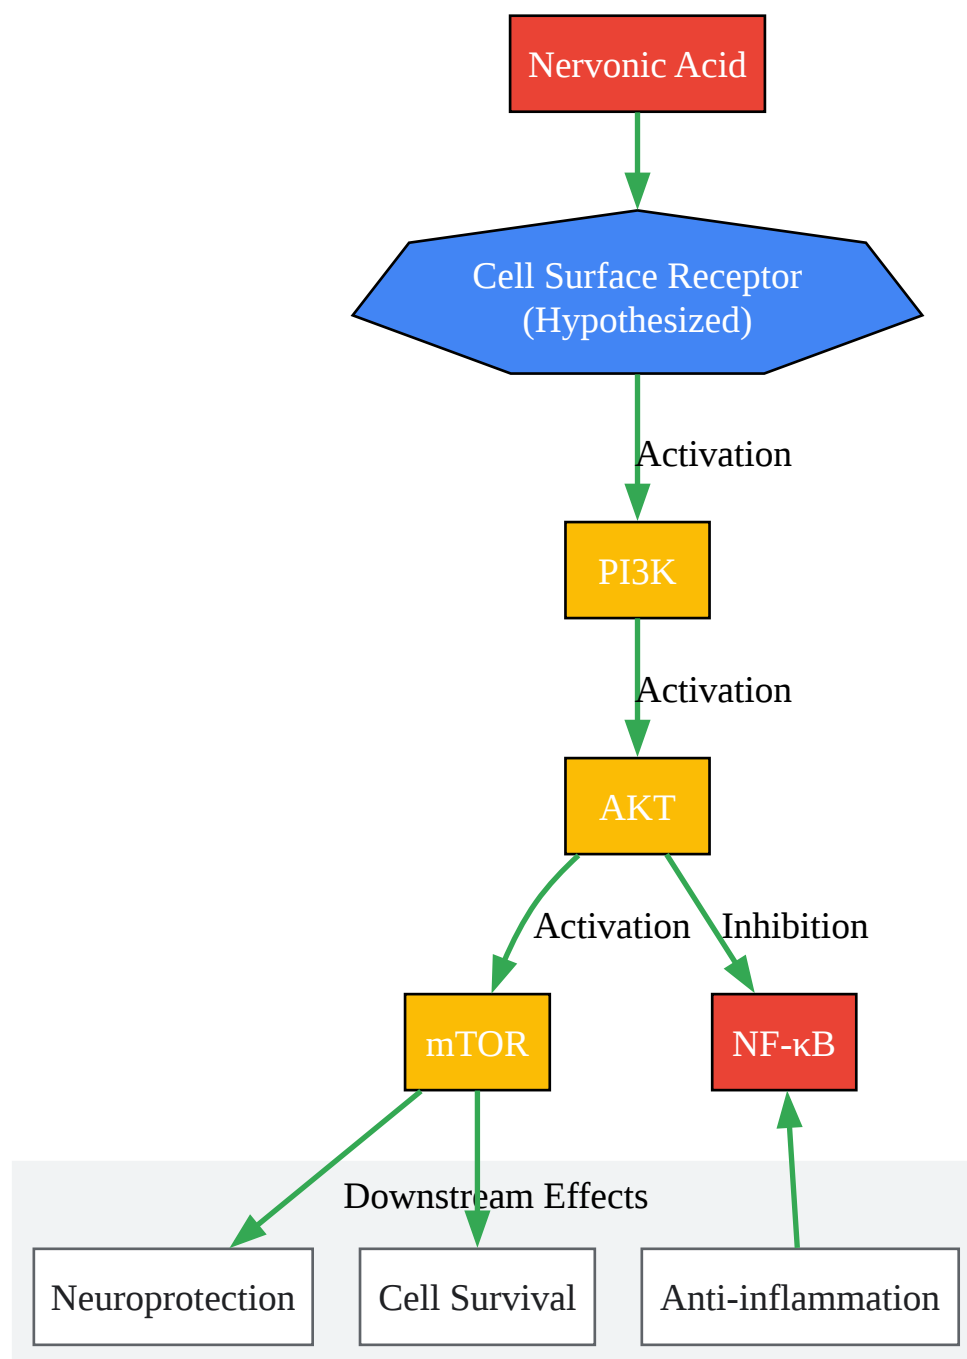 Nervonic Acid
Cell Surface Receptor
(Hypothesized)
Activation
PI3K
Activation
AKT
Activation
Inhibition
mTOR
NF-κB
Downstream Effects
Neuroprotection
Cell Survival
Anti-inflammation